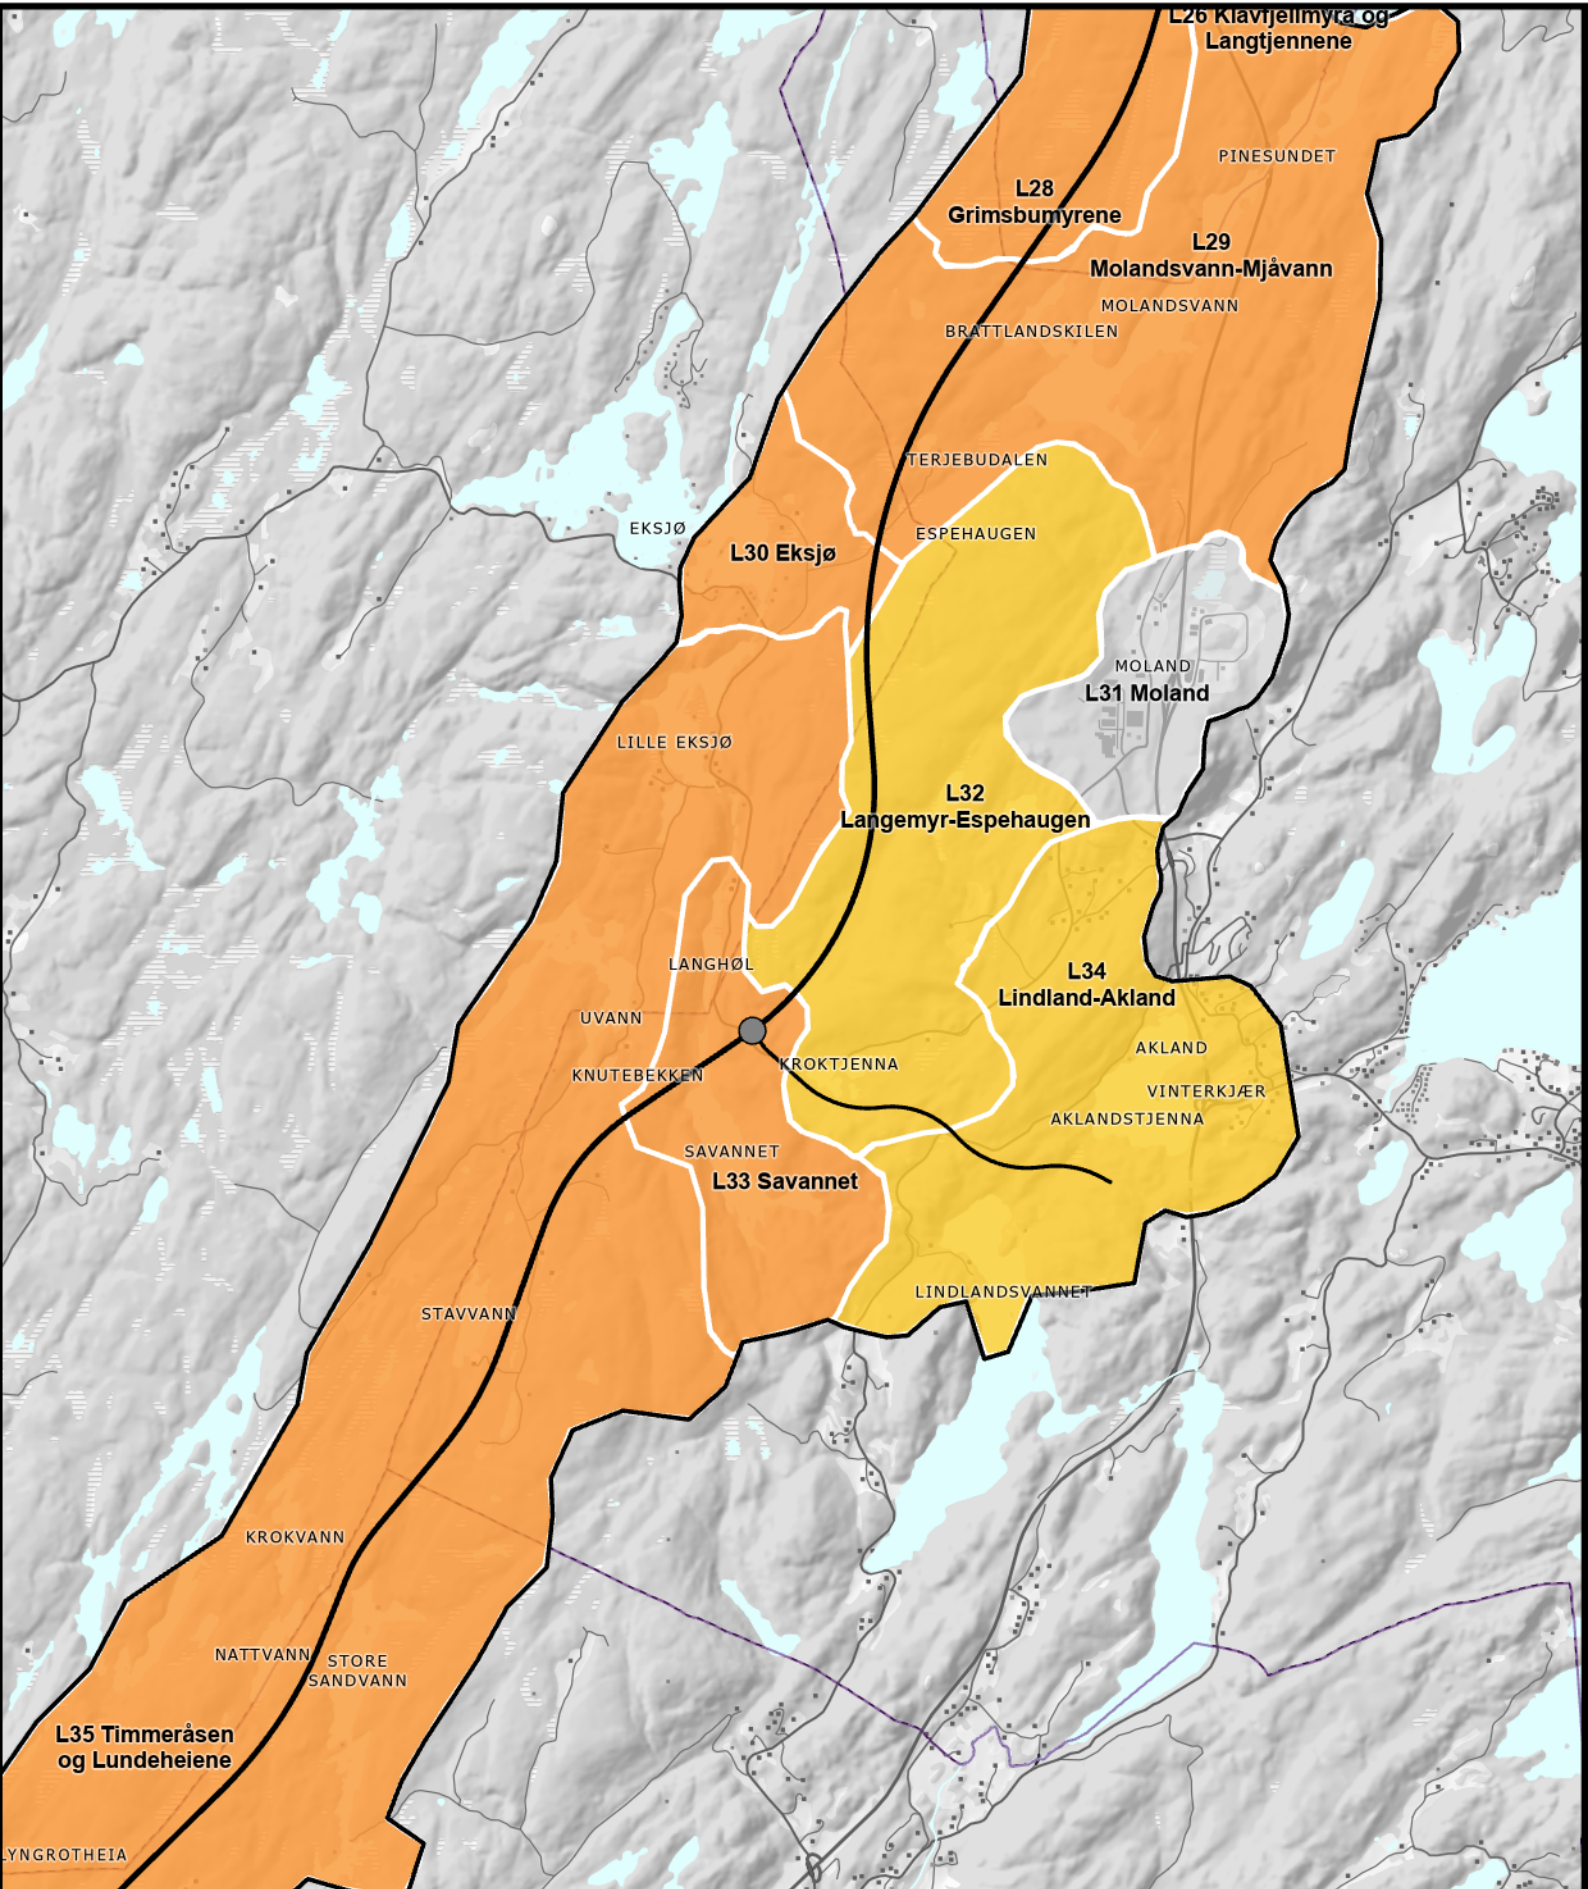 L26 Klavfjellmyra og
Langtjennene
PINESUNDET
L28
Grimsbumyrene
L29
Molandsvann-Mjåvann
MOLANDSVANN
BRATTLANDSKILEN
TERJEBUDALEN
EKSJØ
ESPEHAUGEN
L30 Eksjø
MOLAND
L31 Moland
LILLE EKSJØ
L32
Langemyr-Espehaugen
LANGHØL
L34
Lindland-Akland
UVANN
AKLAND
KROKTJENNA
KNUTEBEKKEN
VINTERKJÆR
AKLANDSTJENNA
SAVANNET
L33 Savannet
LINDLANDSVANNET
STAVVANN
KROKVANN
NATTVANN
STORE
SANDVANN
L35 Timmeråsen
og Lundeheiene
LYNGROTHEIA